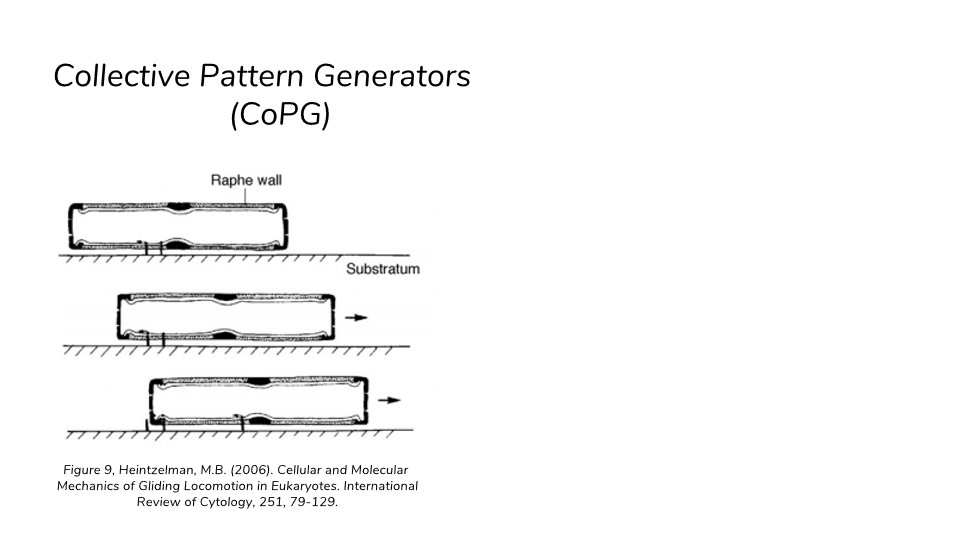 Collective Pattern Generators
(CoPG)
Raphe wall
Substratum
Figure 9, Heintzelman, M.B. (2006). Cellular and Molecular
Mechanics of Gliding Locomotion in Eukaryotes. International
Review of Cytology, 251, 79-129.